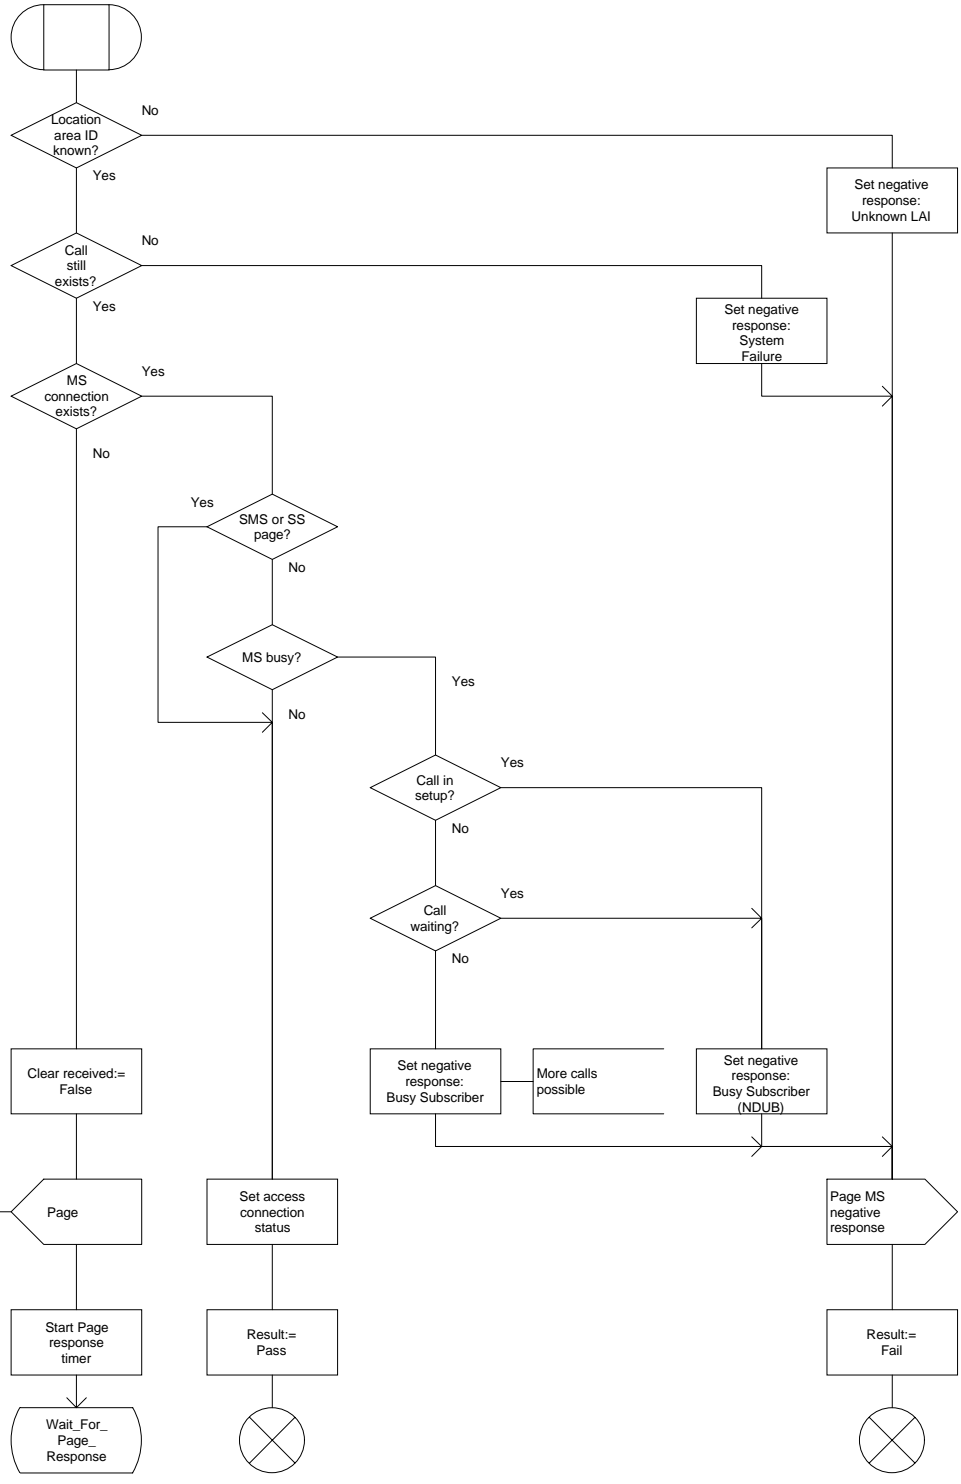 No
Location
area ID
known?
Yes
Set negative
response:
Unknown LAI
No
Call
still
exists?
Yes
Set negative
response:
System
Failure
Yes
MS
connection
exists?
No
Yes
SMS or SS
page?
No
MS busy?
Yes
No
Yes
Call in
setup?
No
Yes
Call
waiting?
No
Clear received:=
False
Set negative
response:
Busy Subscriber
More calls
possible
Set negative
response:
Busy Subscriber
(NDUB)
Page
Set access
connection
status
Page MS
negative
response
Start Page
response
timer
Result:=
Pass
Result:=
Fail
Wait_For_
Page_
Response